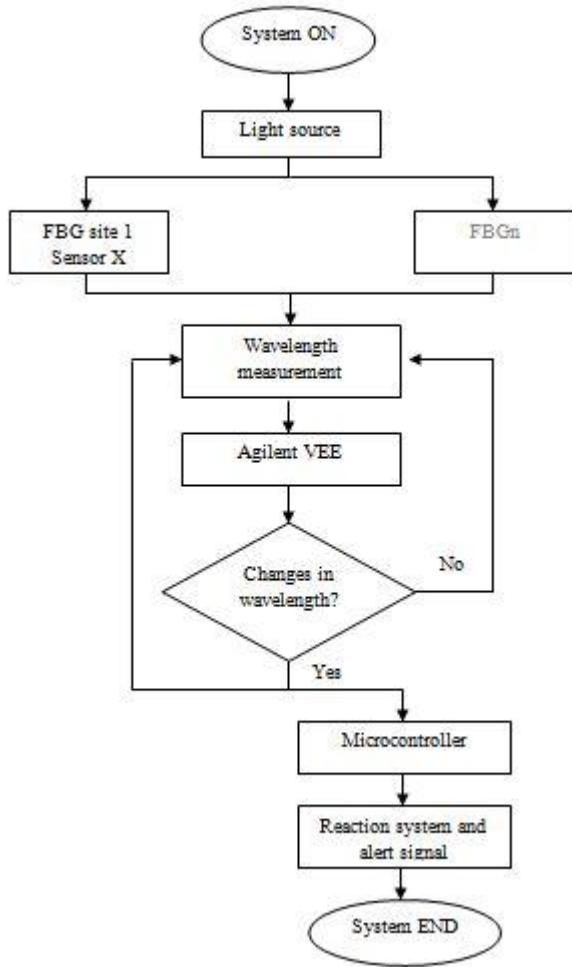 System ON
Light source
FBG site 1
Sensor X
FBGn
Wavelength
measurement
Agilent VEE
Changes in
wavelength?
No
Yes
Microcontroller
Reaction system and
alert signal
System END